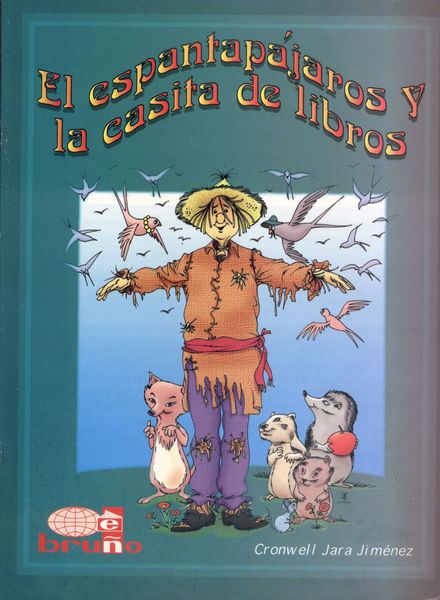 El espantapájaros y
la casita de libros
é
ñ
bruño
Cronwell Jara Jiménez